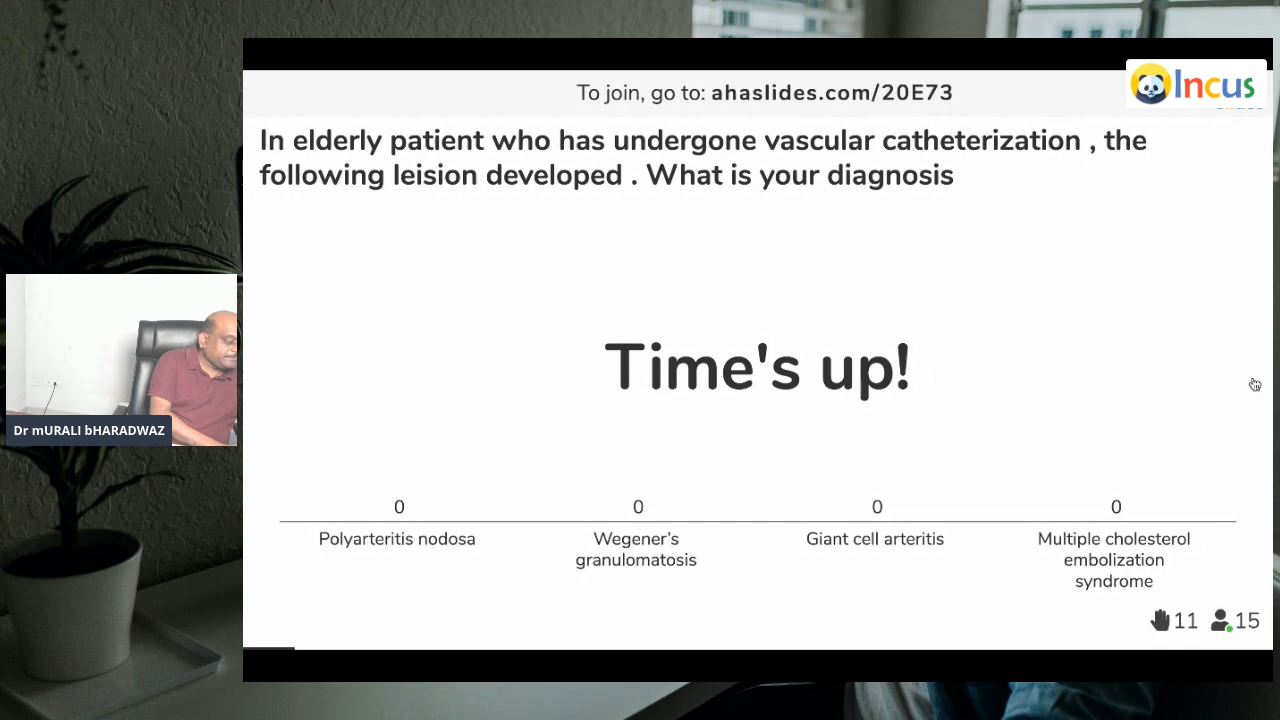 Incus
To join, go to: ahaslides.com/20E73
In elderly patient who has undergone vascular catheterization , the
following leision developed . What is your diagnosis
Time's up!
Dr mURALI bHARADWAZ
0 0 0 0
Polyarteritis nodosa Wegener's Giant cell arteritis Multiple cholesterol
granulomatosis embolization
syndrome
11 15